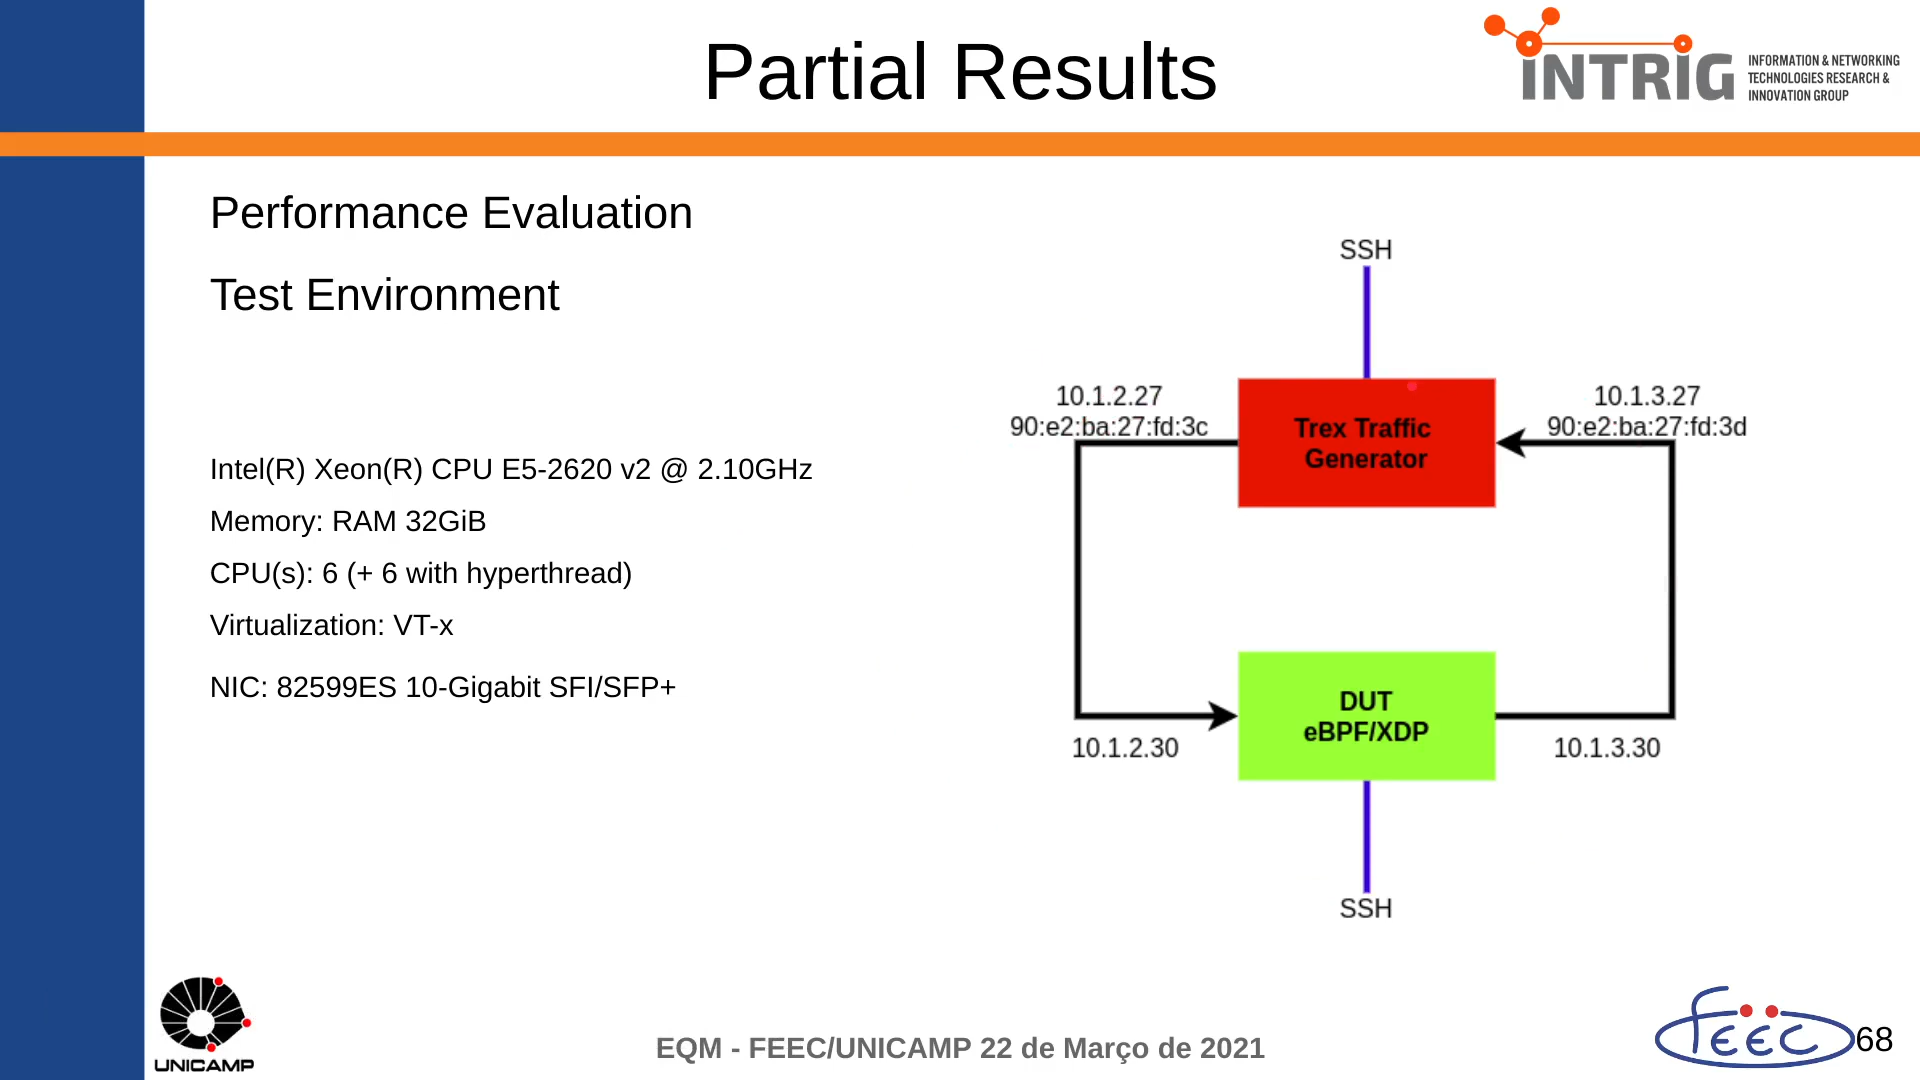 Partial Results
INTRIG
INFORMATION & NETWORKING
TECHNOLOGIES RESEARCH &
INNOVATION GROUP
Performance Evaluation
Test Environment
Intel(R) Xeon(R) CPU E5-2620 v2 @ 2.10GHz
Memory: RAM 32GiB
CPU(s): 6 (+ 6 with hyperthread)
Virtualization: VT-x
NIC: 82599ES 10-Gigabit SFI/SFP+
SSH
10.1.2.27
90:e2:ba:27:fd:3c
Trex Traffic
Generator
10.1.3.27
90:e2:ba:27:fd:3d
DUT
eBPF/XDP
10.1.2.30
10.1.3.30
SSH
UNICAMP
EQM - FEEC/UNICAMP 22 de Março de 2021
feec
68